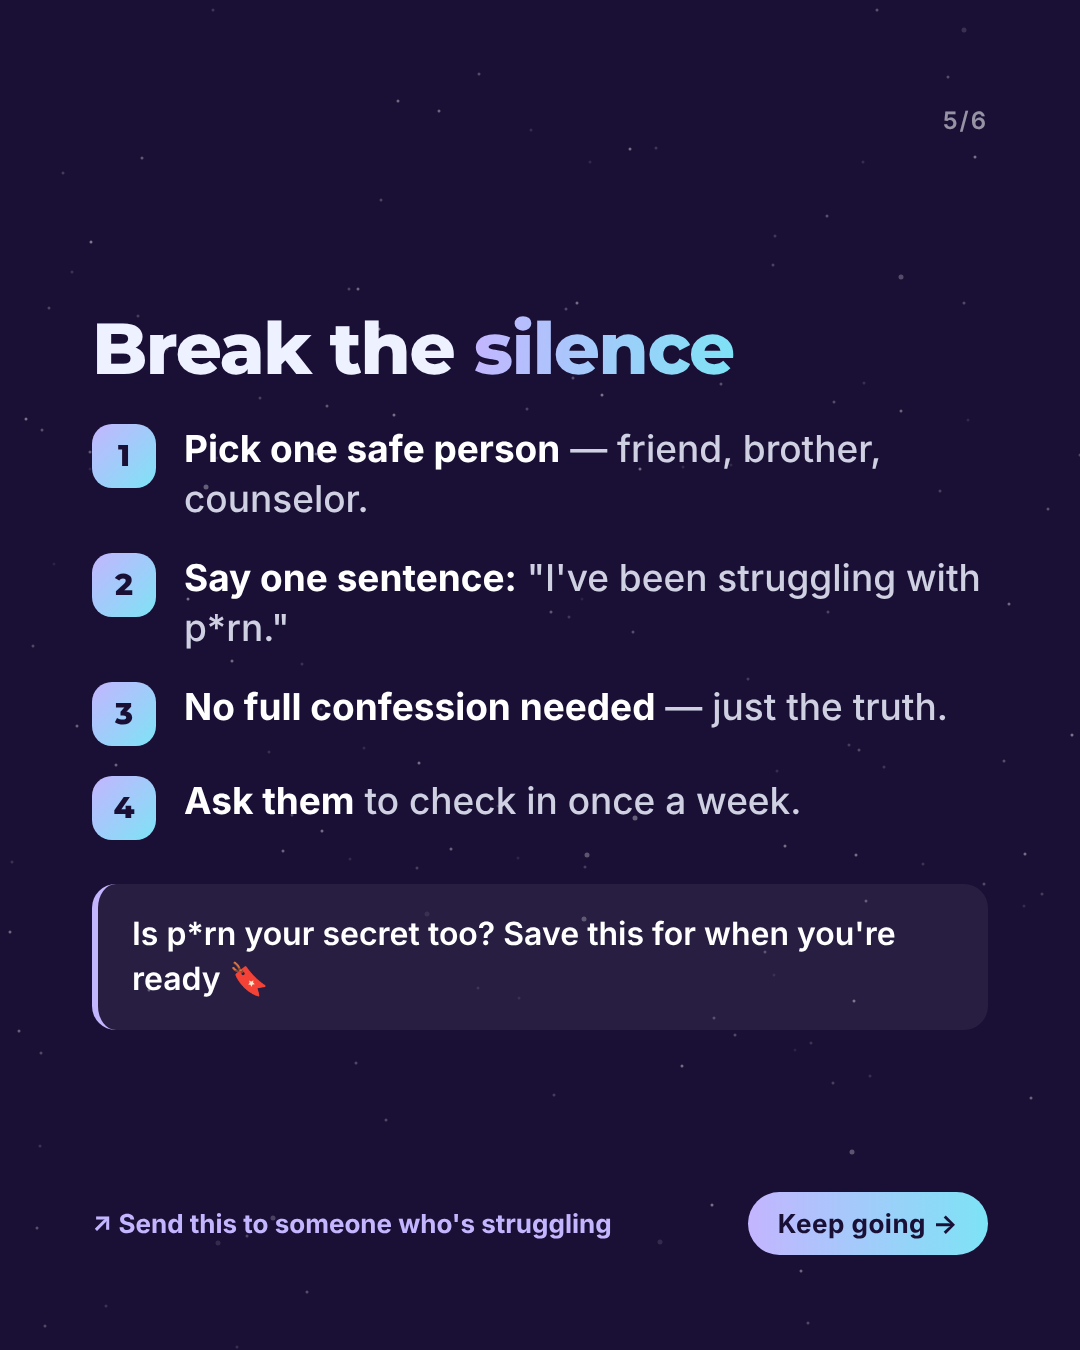 5/6
Break the silence
1
Pick one safe person — friend, brother,
counselor.
2
Say one sentence: "I've been struggling with
p*rn."
3
No full confession needed — just the truth.
4
Ask them to check in once a week.
Is p*rn your secret too? Save this for when you're
ready 🔖
↗ Send this to someone who's struggling
Keep going →